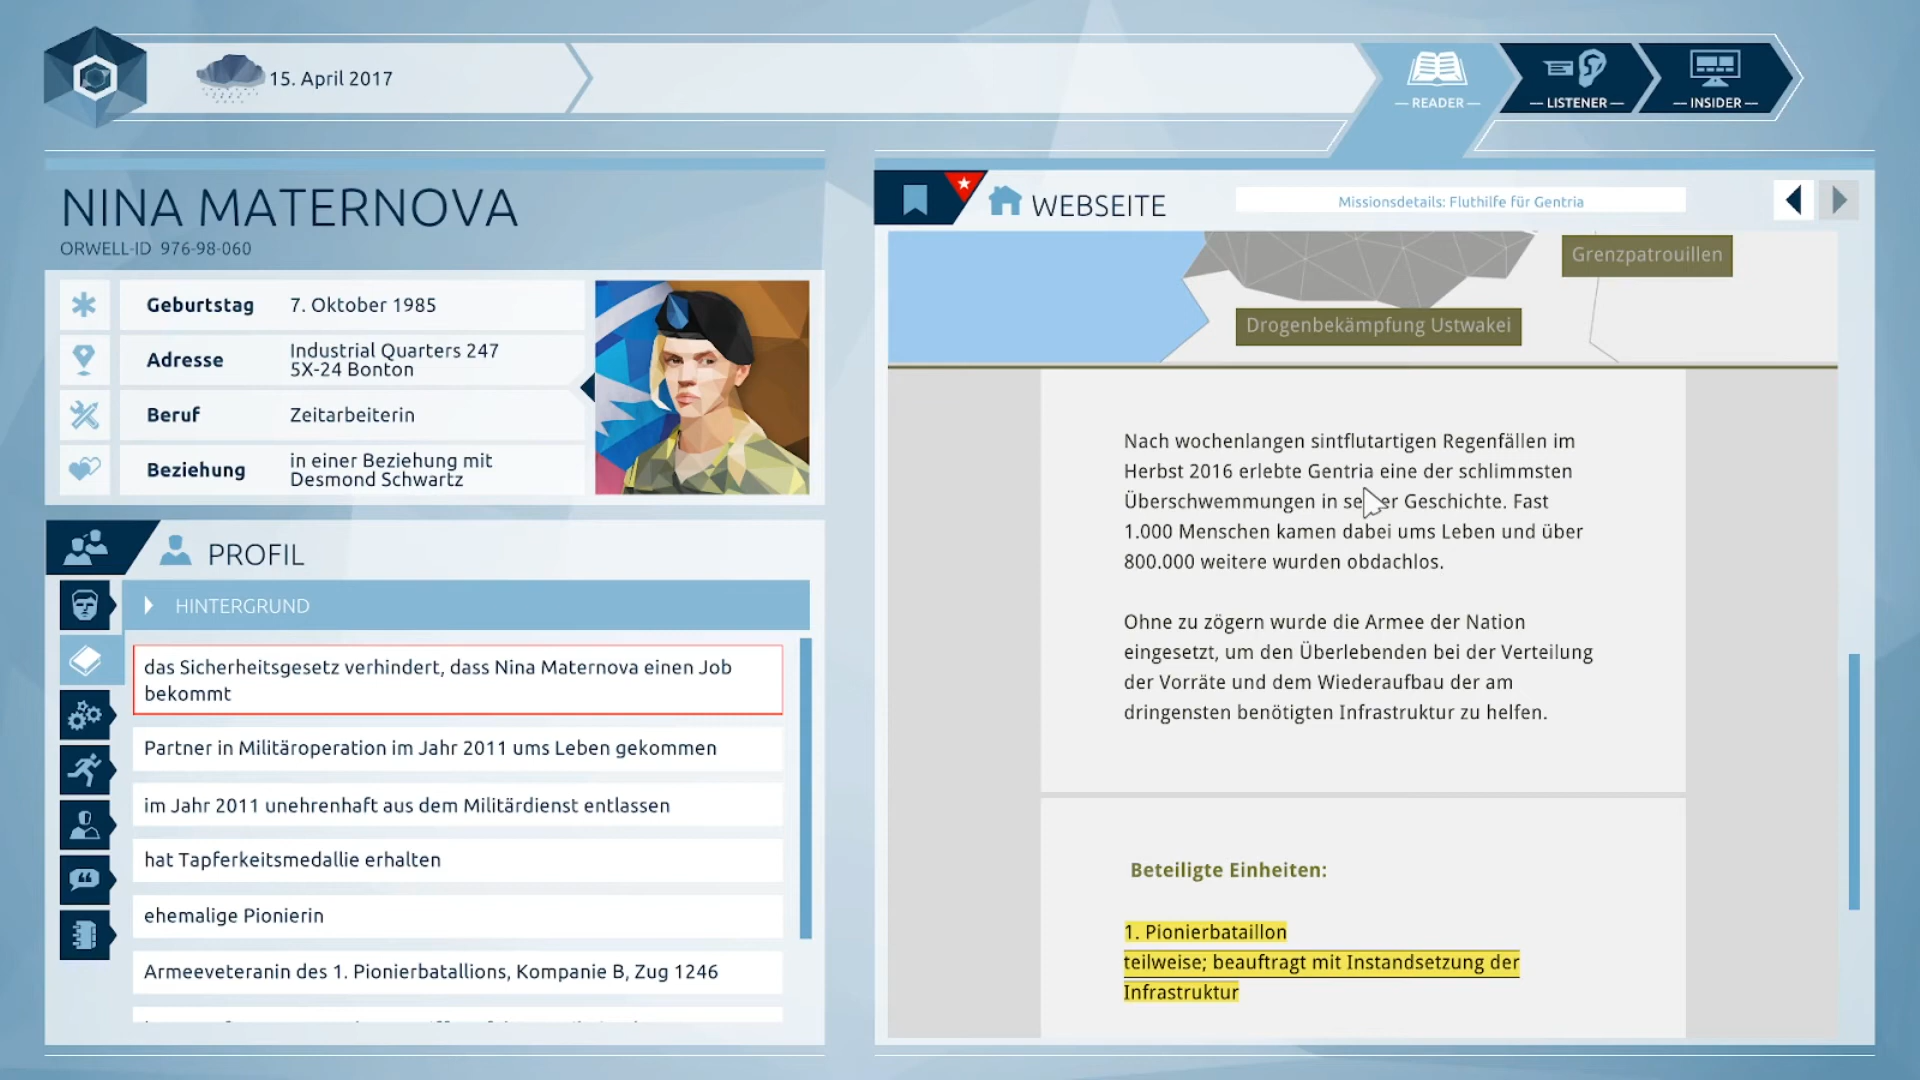 15. April 2017
READER
LISTENER
INSIDER
NINA MATERNOVA
ORWELL-ID 976-98-060
Geburtstag 7. Oktober 1985
Adresse Industrial Quarters 247
5X-24 Bonton
Beruf Zeitarbeiterin
Beziehung in einer Beziehung mit
Desmond Schwartz
PROFIL
HINTERGRUND
das Sicherheitsgesetz verhindert, dass Nina Maternova einen Job
bekommt
Partner in Militäroperation im Jahr 2011 ums Leben gekommen
im Jahr 2011 unehrenhaft aus dem Militärdienst entlassen
hat Tapferkeitsmedallie erhalten
ehemalige Pionierin
Armeeveteranin des 1. Pionierbatallions, Kompanie B, Zug 1246
WEBSEITE
Missionsdetails: Fluthilfe für Gentria
Grenzpatrouillen
Drogenbekämpfung Ustwakei
Nach wochenlangen sintflutartigen Regenfällen im
Herbst 2016 erlebte Gentria eine der schlimmsten
Überschwemmungen in seiner Geschichte. Fast
1.000 Menschen kamen dabei ums Leben und über
800.000 weitere wurden obdachlos.
Ohne zu zögern wurde die Armee der Nation
eingesetzt, um den Überlebenden bei der Verteilung
der Vorräte und dem Wiederaufbau der am
dringensten benötigten Infrastruktur zu helfen.
Beteiligte Einheiten:
1. Pionierbataillon
teilweise; beauftragt mit Instandsetzung der
Infrastruktur